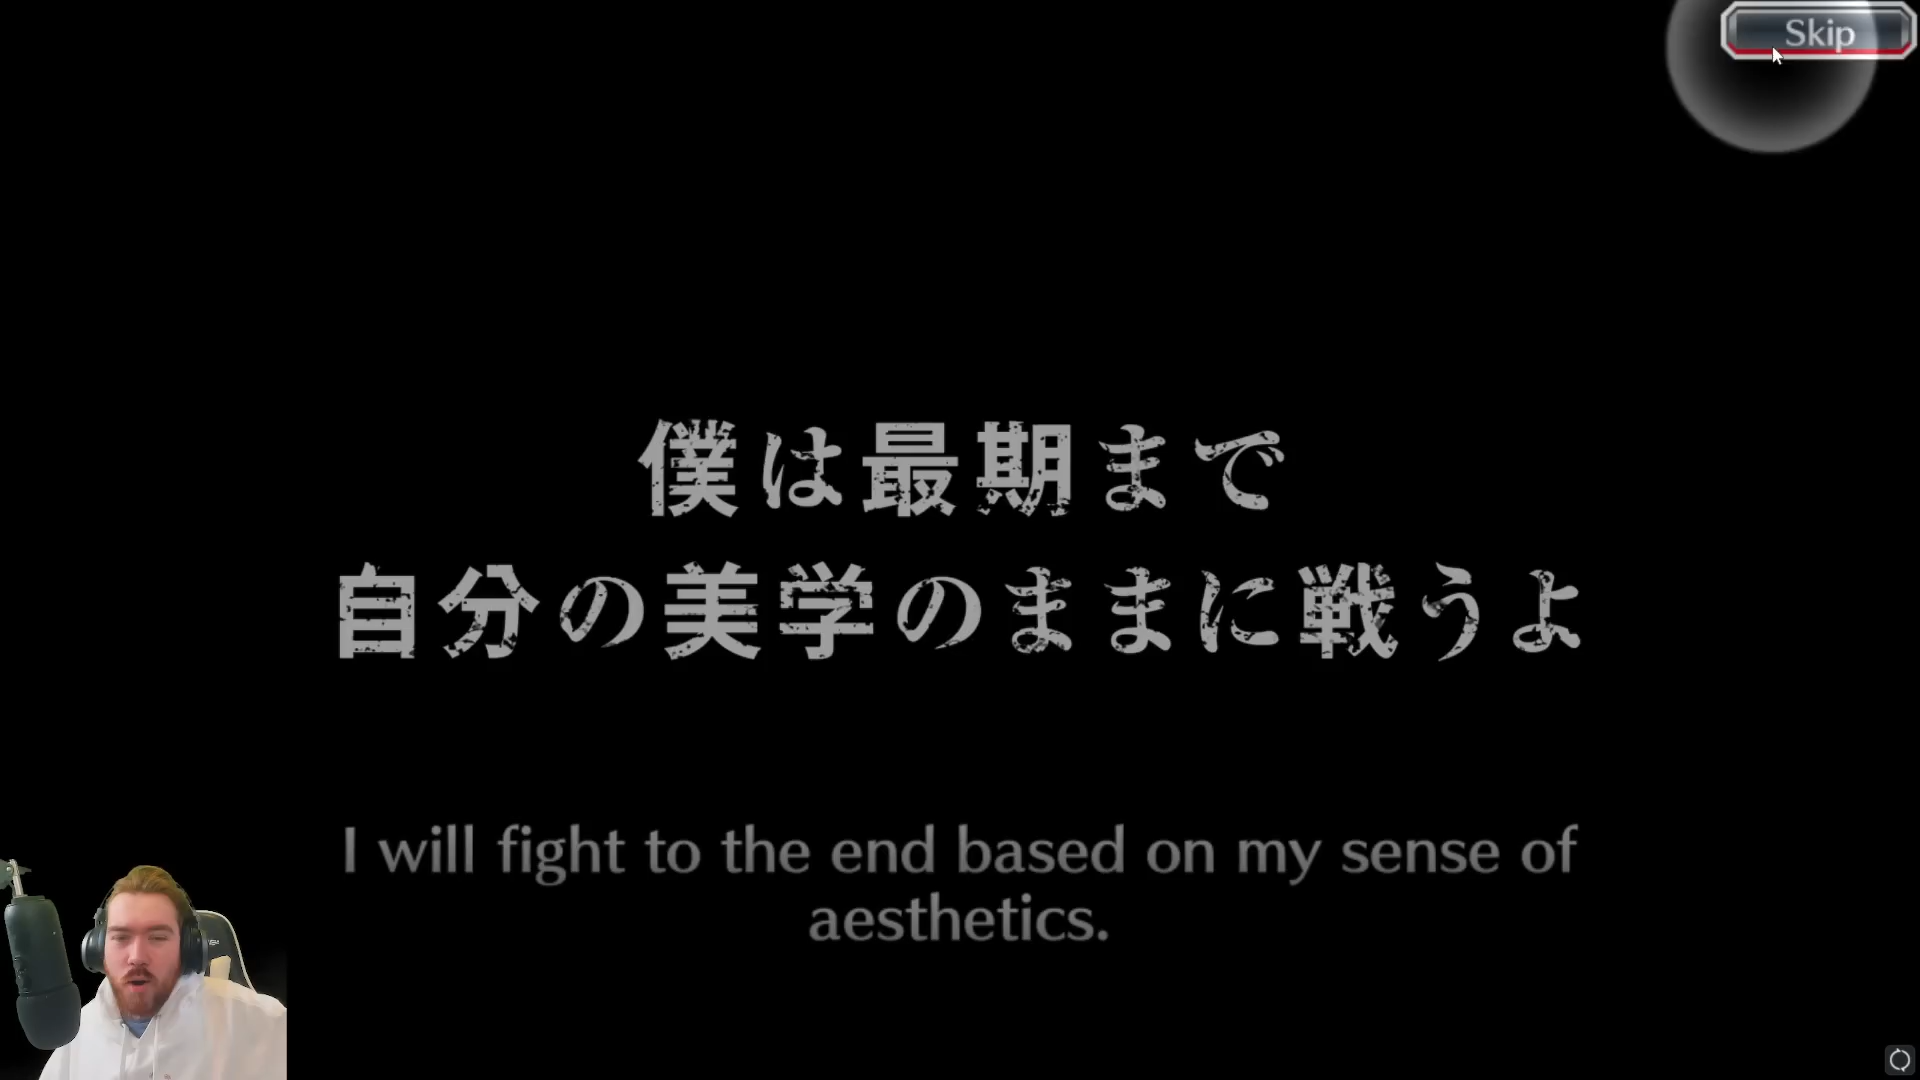 Skip
僕は最期まで
自分の美学のままに戦うよ
I will fight to the end based on my sense of
aesthetics.